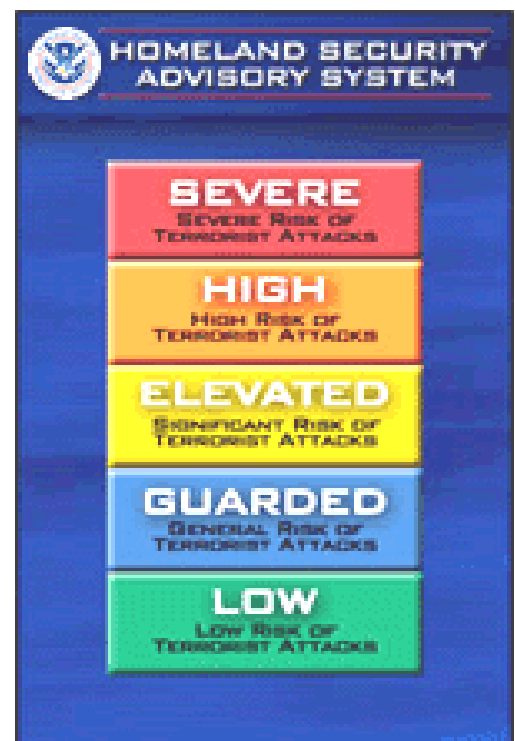 HOMELAND SECURITY
ADVISORY SYSTEM
SEVERE
SEVERE RISK OF
TERRORIST ATTACKS
HIGH
HIGH RISK OF
TERRORIST ATTACKS
ELEVATED
SIGNIFICANT RISK OF
TERRORIST ATTACKS
GUARDED
GENERAL RISK OF
TERRORIST ATTACKS
LOW
LOW RISK OF
TERRORIST ATTACKS